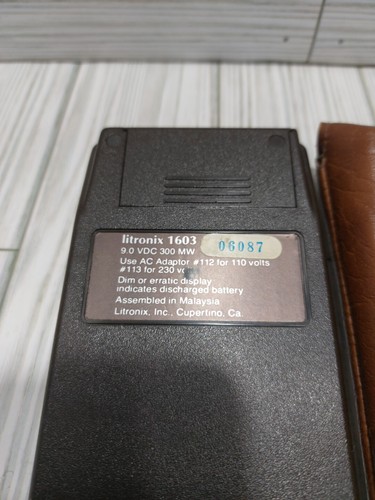 litronix 1603
06087
9.0 VDC 300 MW
Use AC Adaptor #112 for 110 volts
#113 for 230
Dim or erratic display
indicates discharged battery
Assembled in Malaysia
Litronix, Inc., Cupertino, Ca.